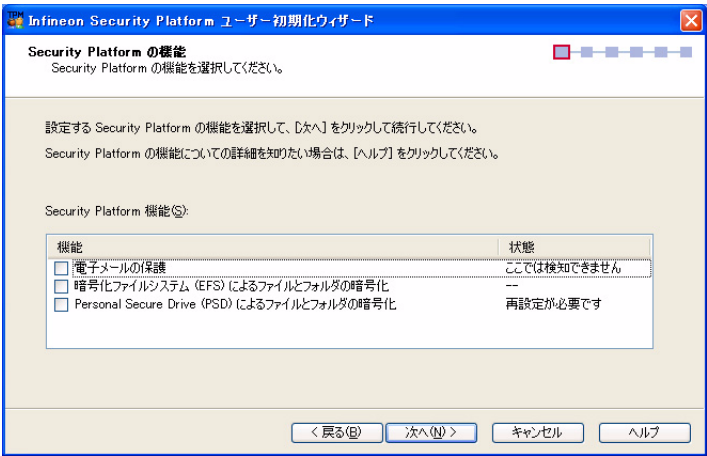 TPM
Infineon Security Platform ユーザー初期化ウィザード
Security Platform の機能
Security Platform の機能を選択してください。
設定する Security Platform の機能を選択して、[次へ] をクリックして続行してください。
Security Platform の機能についての詳細を知りたい場合は、[ヘルプ] をクリックしてください。
Security Platform 機能(S):
機能 状態
電子メールの保護 ここでは検知できません
暗号化ファイルシステム (EFS) によるファイルとフォルダの暗号化 --
Personal Secure Drive (PSD) によるファイルとフォルダの暗号化 再設定が必要です
< 戻る(B) 次へ(N) > キャンセル ヘルプ